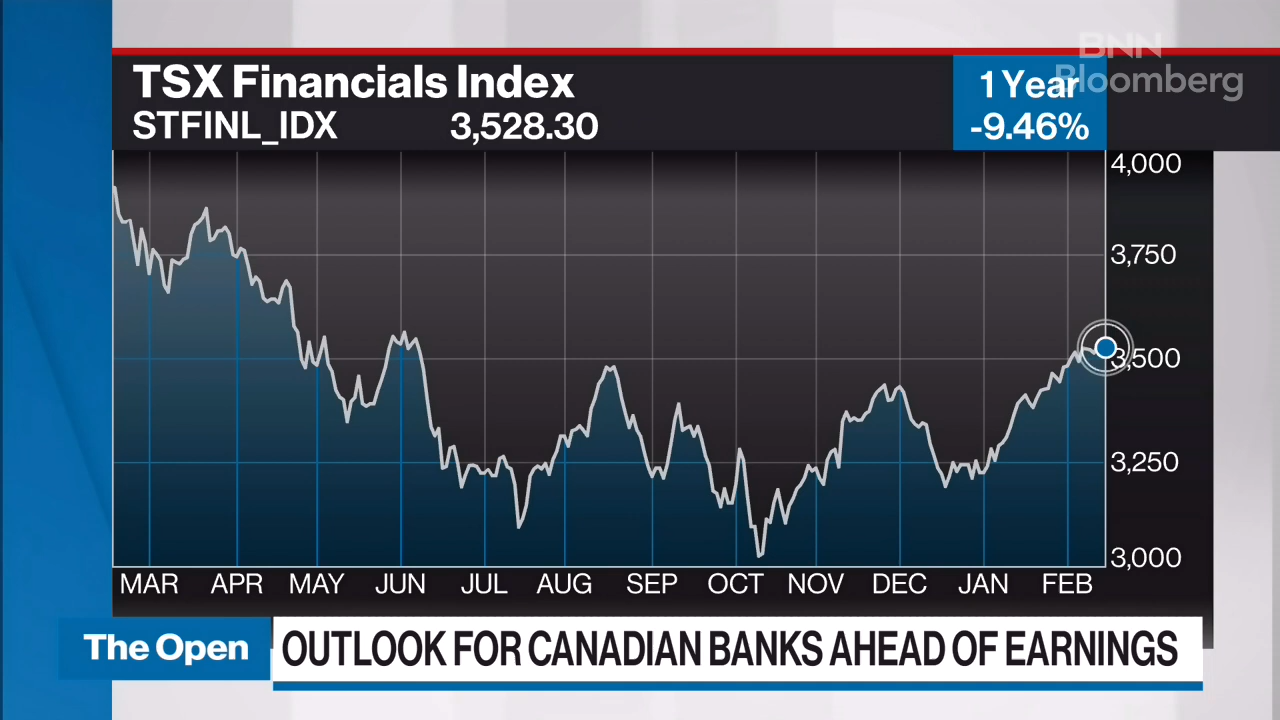 BNN
Bloomberg
TSX Financials Index
STFINL_IDX 3,528.30
1 Year
-9.46%
4,000
3,750
3,500
3,250
3,000
MAR APR MAY JUN JUL AUG SEP OCT NOV DEC JAN FEB
The Open
OUTLOOK FOR CANADIAN BANKS AHEAD OF EARNINGS